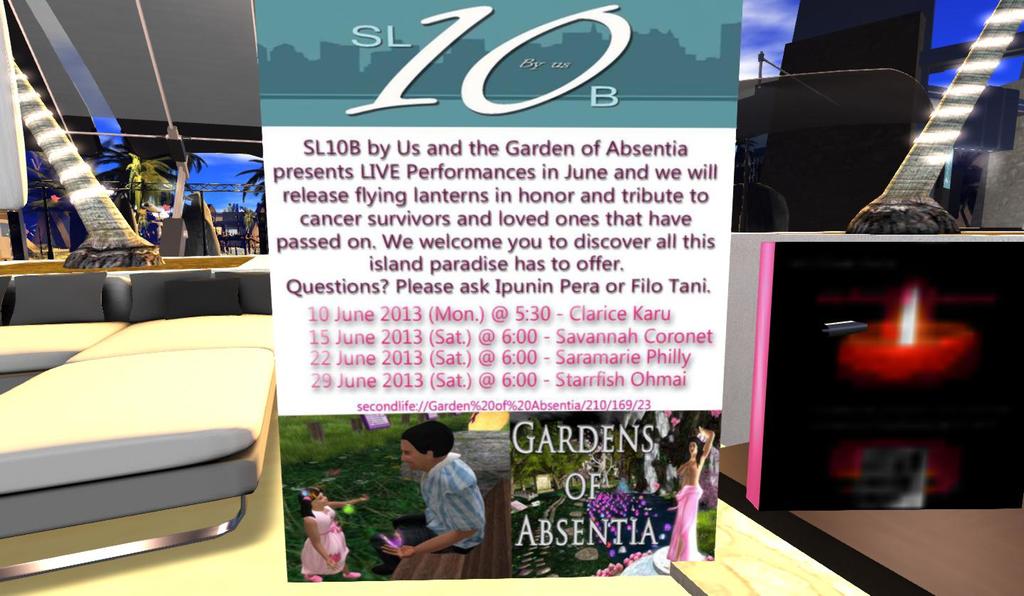 SL 10 B
By us
SL10B by Us and the Garden of Absentia
presents LIVE Performances in June and we will
release flying lanterns in honor and tribute to
cancer survivors and loved ones that have
passed on. We welcome you to discover all this
island paradise has to offer.
Questions? Please ask Ipunin Pera or Filo Tani.
10 June 2013 (Mon.) @ 5:30 - Clarice Karu
15 June 2013 (Sat.) @ 6:00 - Savannah Coronet
22 June 2013 (Sat.) @ 6:00 - Saramarie Philly
29 June 2013 (Sat.) @ 6:00 - Starrfish Ohmai
secondlife://Garden%20of%20Absentia/210/169/23
GARDENS
OF
ABSENTIA